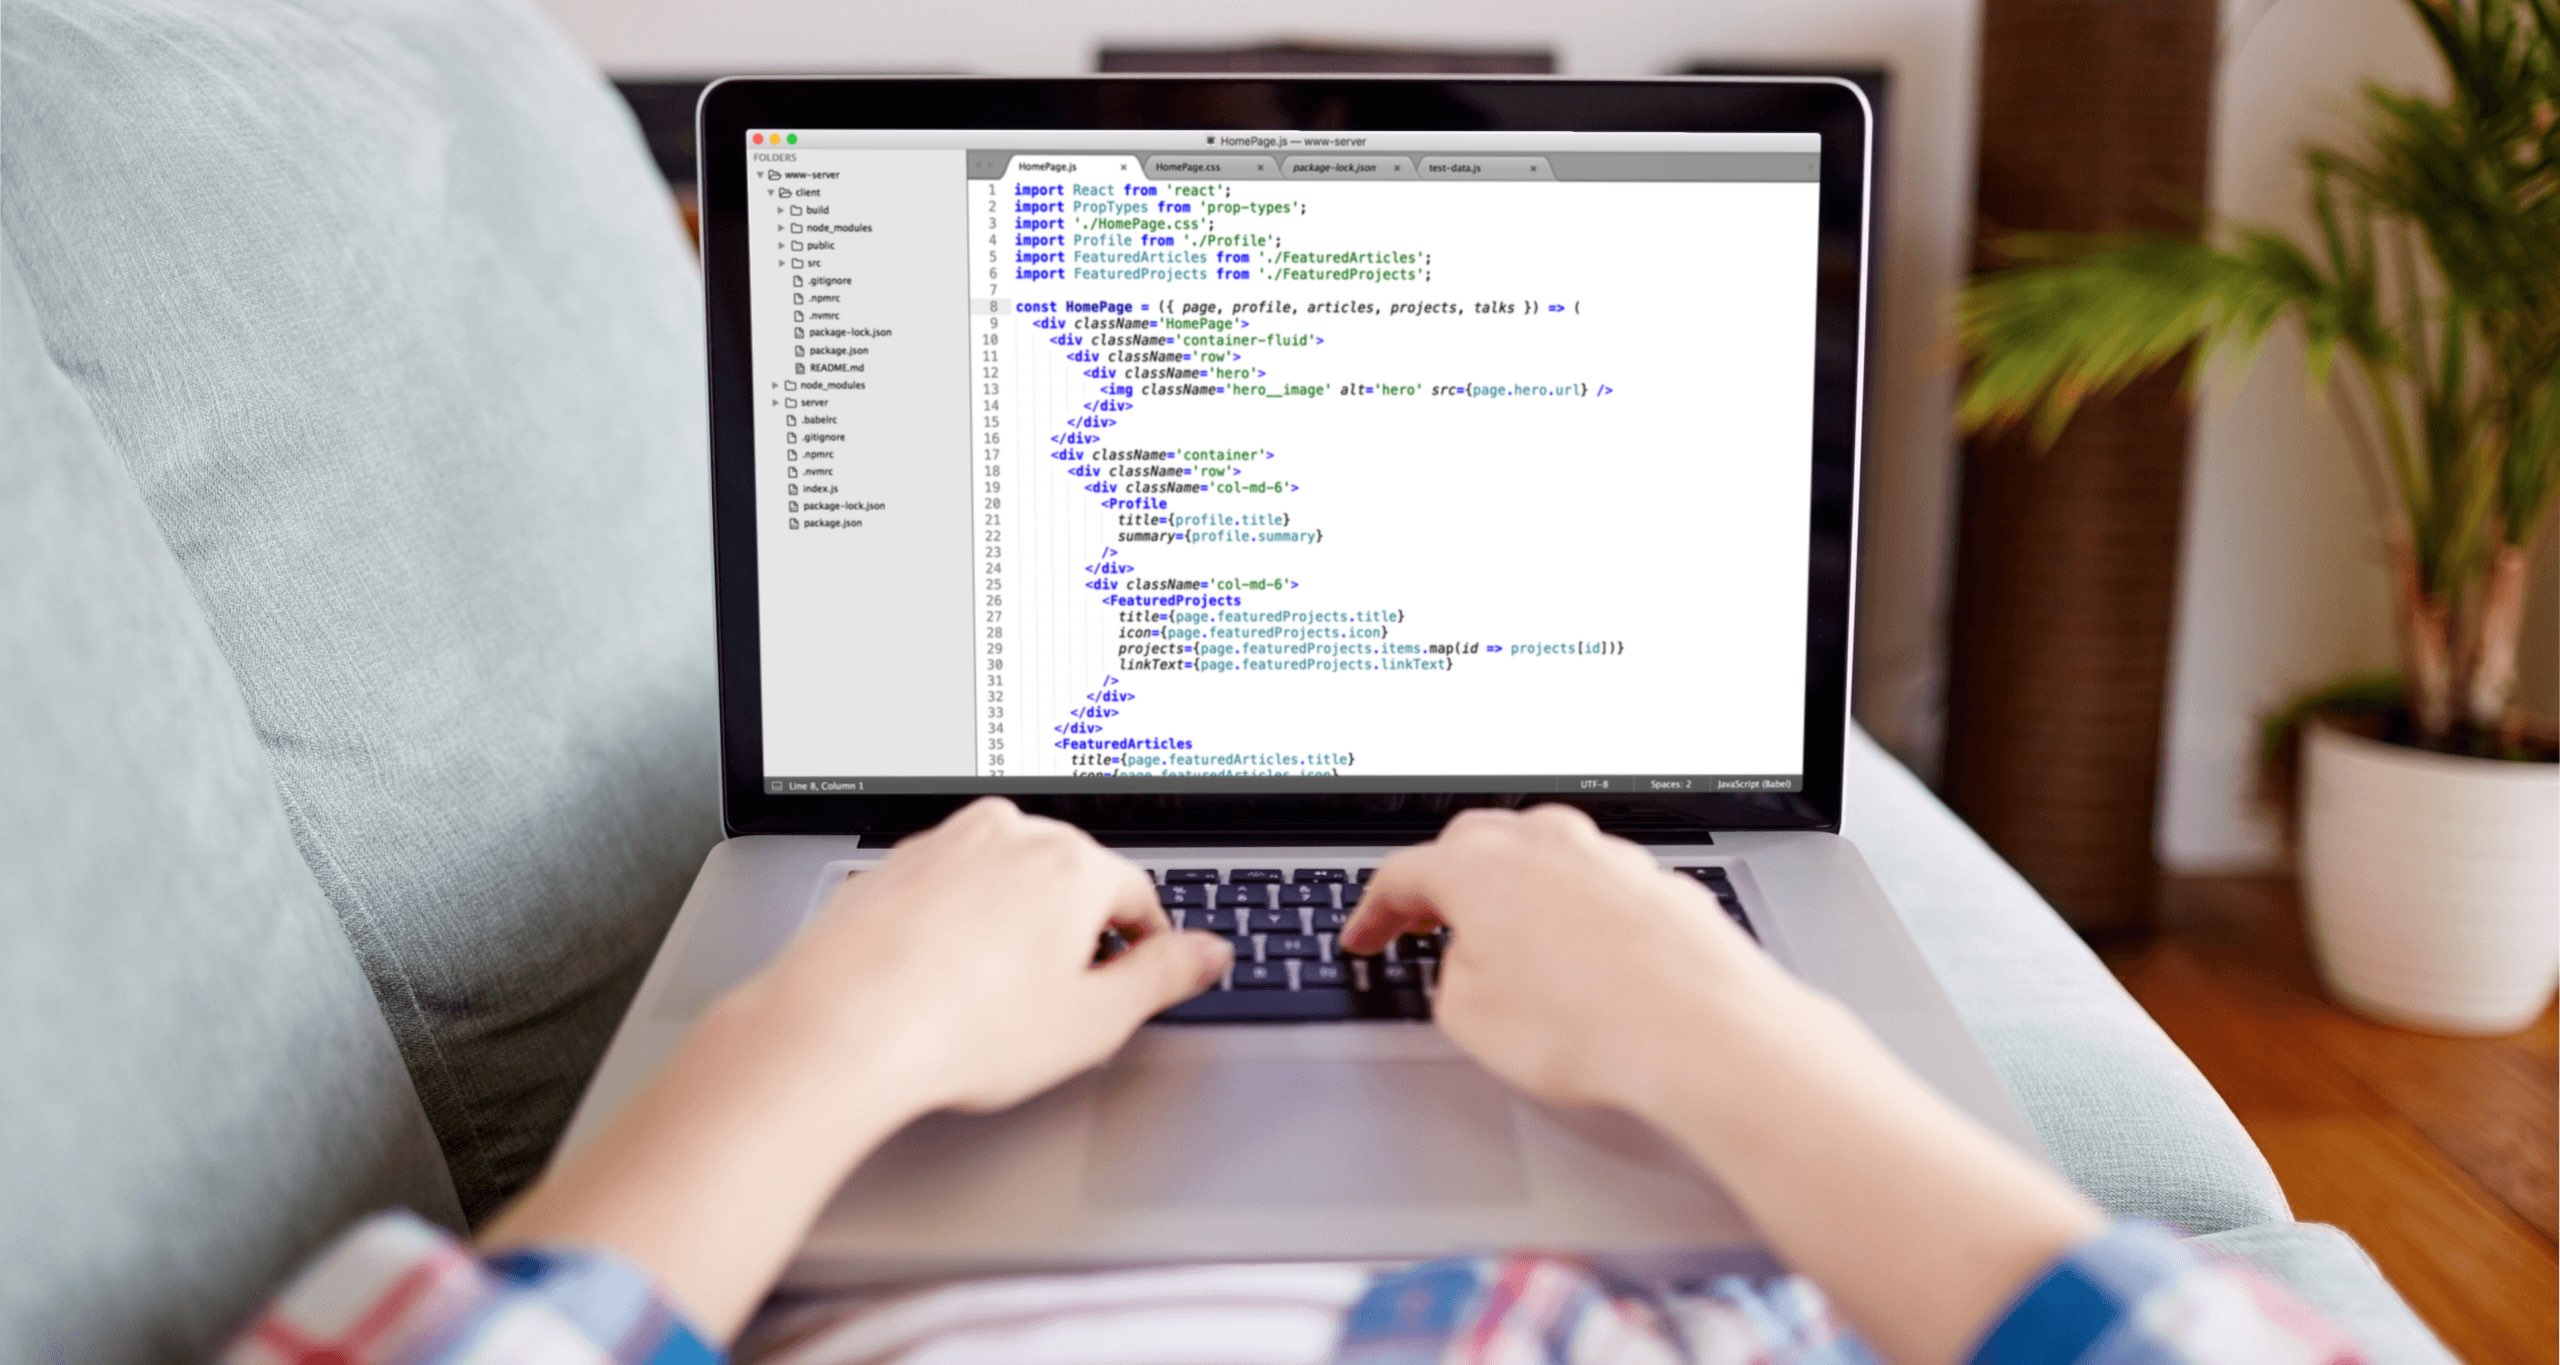 HomePage.js — www-server
FOLDERS
www-server
client
build
node_modules
public
src
.gitignore
.npmrc
.nvmrc
package-lock.json
package.json
README.md
node_modules
server
.babelrc
.gitignore
.npmrc
.nvmrc
index.js
package-lock.json
package.json
HomePage.js × HomePage.css × package-lock.json × test-data.js ×
1 import React from 'react';
2 import PropTypes from 'prop-types';
3 import './HomePage.css';
4 import Profile from './Profile';
5 import FeaturedArticles from './FeaturedArticles';
6 import FeaturedProjects from './FeaturedProjects';
7
8 const HomePage = ({ page, profile, articles, projects, talks }) => (
9 <div className='HomePage'>
10 <div className='container-fluid'>
11 <div className='row'>
12 <div className='hero'>
13 <img className='hero__image' alt='hero' src={page.hero.url} />
14 </div>
15 </div>
16 </div>
17 <div className='container'>
18 <div className='row'>
19 <div className='col-md-6'>
20 <Profile
21 title={profile.title}
22 summary={profile.summary}
23 />
24 </div>
25 <div className='col-md-6'>
26 <FeaturedProjects
27 title={page.featuredProjects.title}
28 icon={page.featuredProjects.icon}
29 projects={page.featuredProjects.items.map(id => projects[id])}
30 linkText={page.featuredProjects.linkText}
31 />
32 </div>
33 </div>
34 </div>
35 <FeaturedArticles
36 title={page.featuredArticles.title}
37 icon={page.featuredArticles.icon}
Line 8, Column 1 UTF-8 Spaces: 2 JavaScript (Babel)